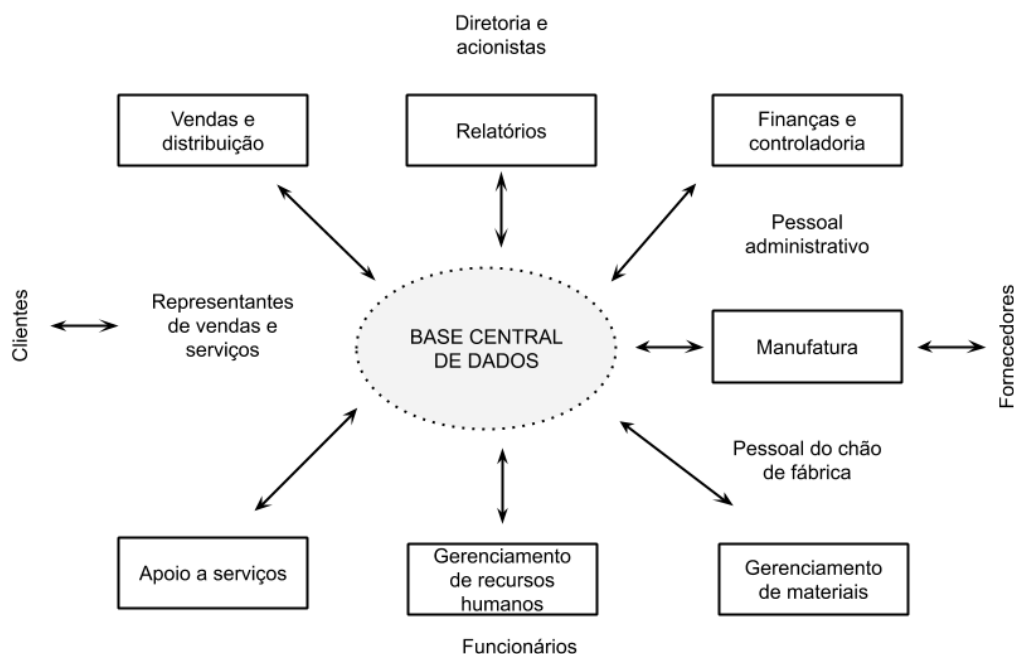 Diretoria e
acionistas
Vendas e
distribuição
Relatórios
Finanças e
controladoria
Pessoal
administrativo
Clientes
Representantes
de vendas e
serviços
BASE CENTRAL
DE DADOS
Manufatura
Fornecedores
Pessoal do chão
de fábrica
Apoio a serviços
Gerenciamento
de recursos
humanos
Gerenciamento
de materiais
Funcionários